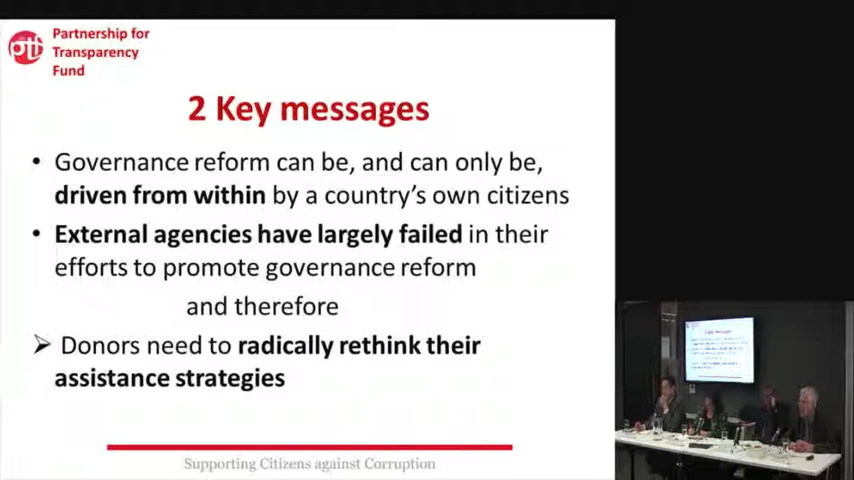 ptf
Partnership for
Transparency
Fund
2 Key messages
• Governance reform can be, and can only be,
driven from within by a country's own citizens
• External agencies have largely failed in their
efforts to promote governance reform
and therefore
➢ Donors need to radically rethink their
assistance strategies
Supporting Citizens against Corruption